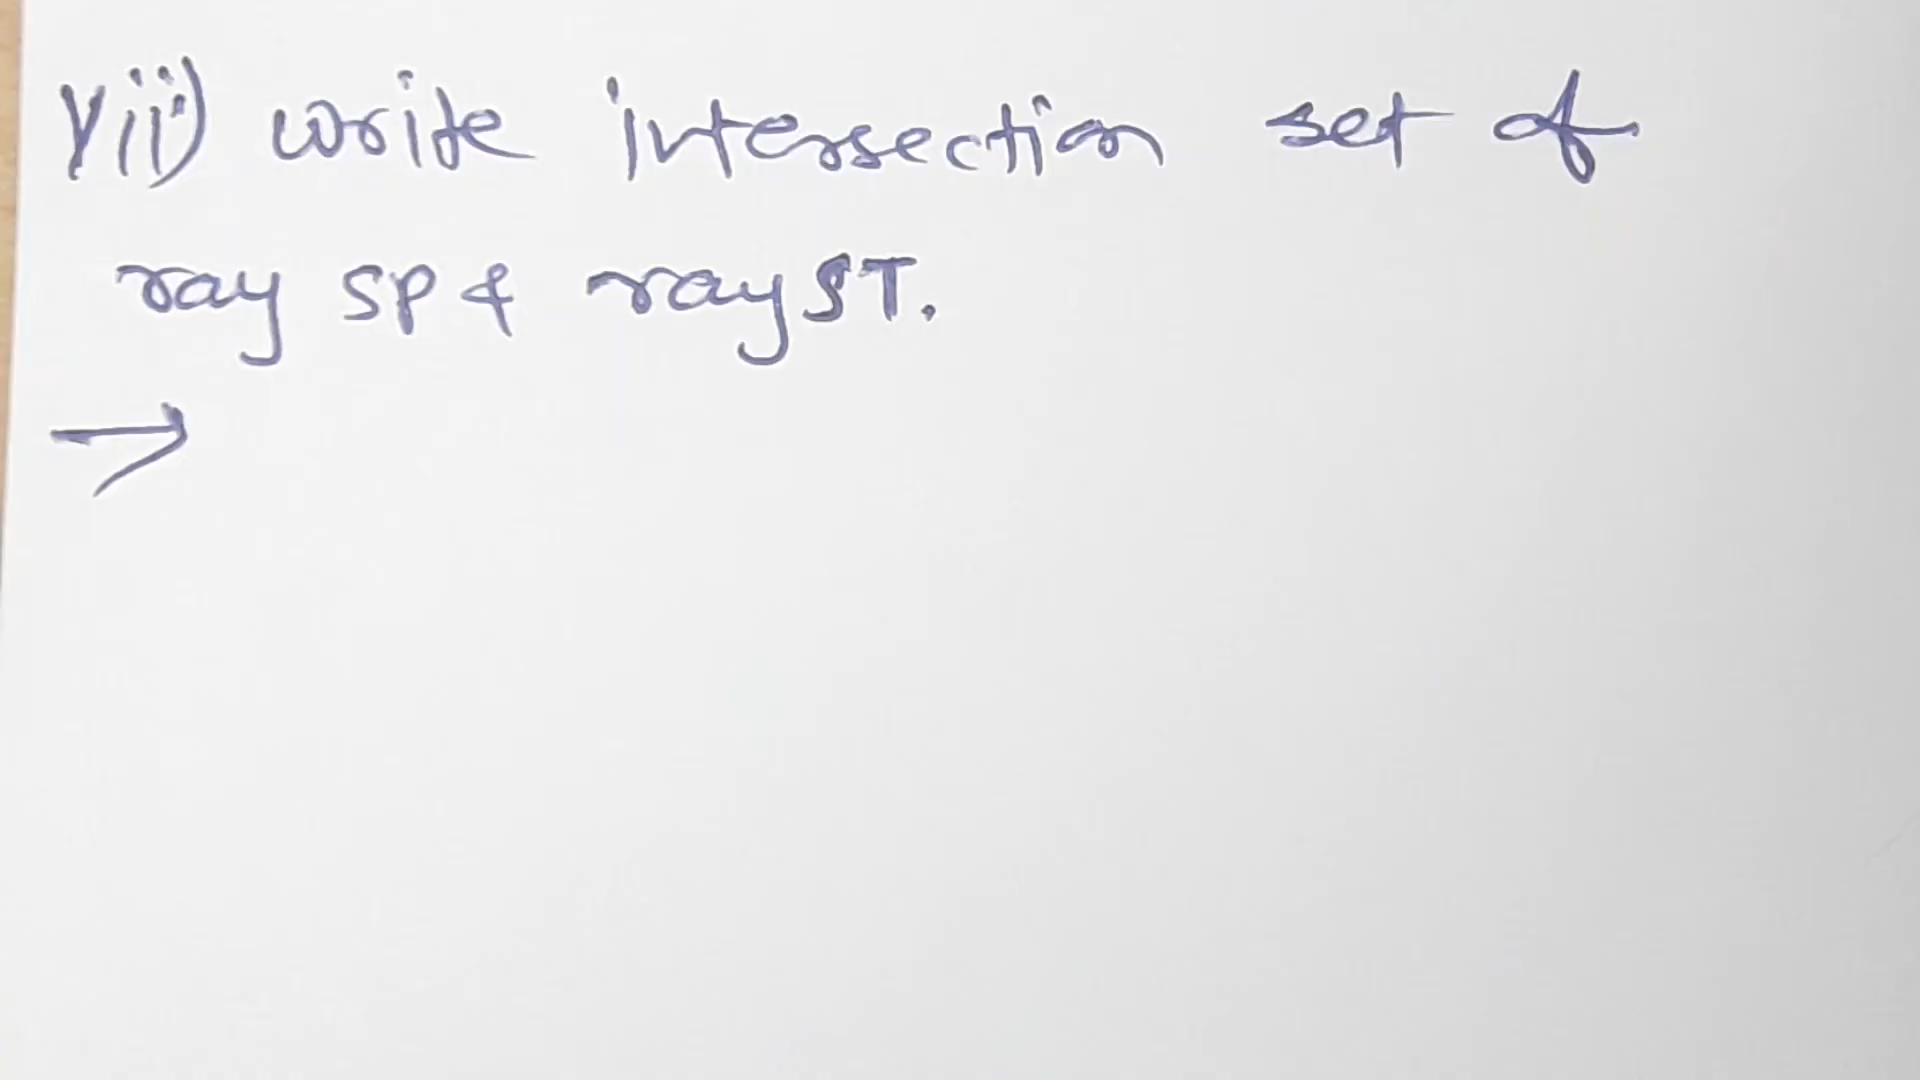 vii) write intersection set of
ray SP & ray ST.
→